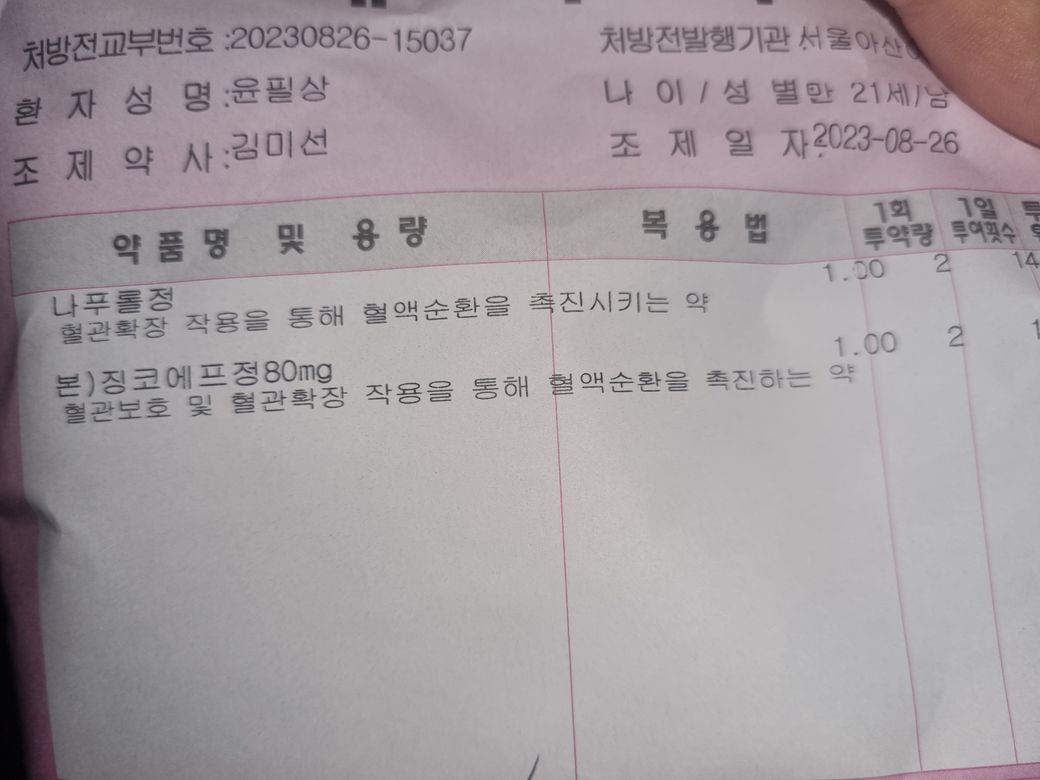 처방전교부번호 :20230826-15037 처방전발행기관 서울아산
환 자 성 명 :윤필상 나 이 / 성 별만 21세/남
조 제 약 사 :김미선 조 제 일 자:2023-08-26
약 품 명 및 용 량 복 용 법 1회 투약량 1일 투여횟수
나푸롤정 1.00 2 14
혈관확장 작용을 통해 혈액순환을 촉진시키는 약
본)징코에프정80mg 1.00 2
혈관보호 및 혈관확장 작용을 통해 혈액순환을 촉진하는 약